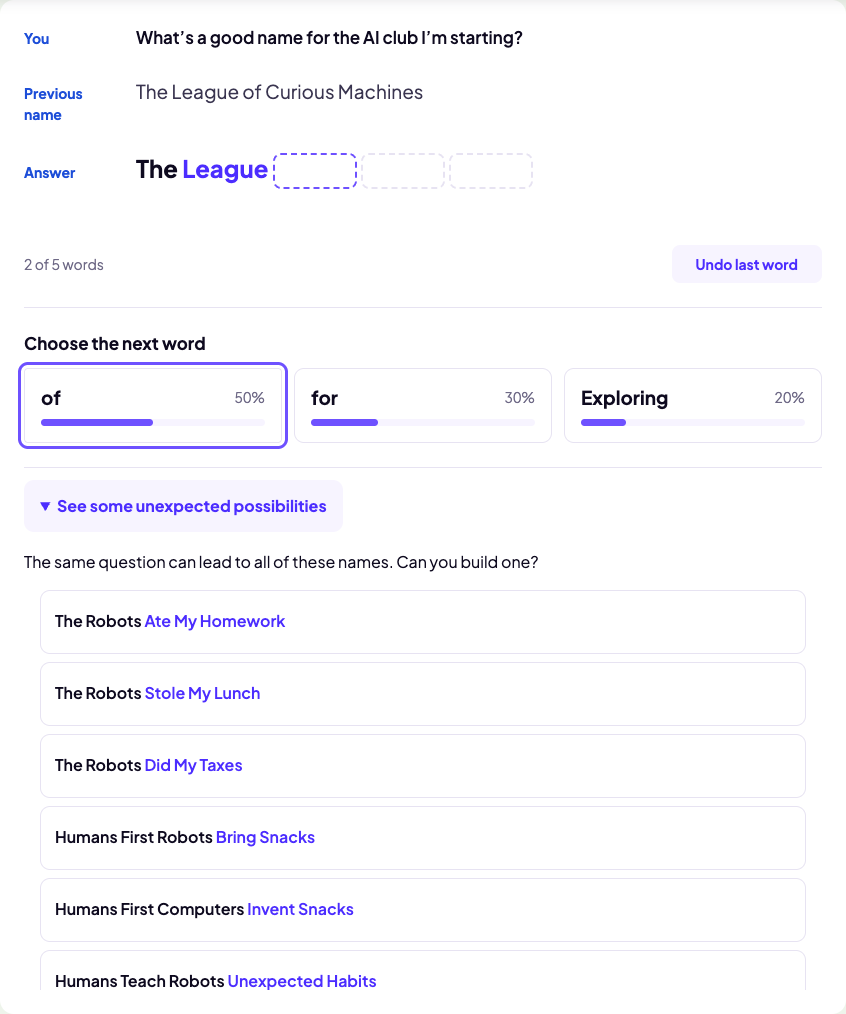 You
What’s a good name for the AI club I’m starting?
Previous
name
The League of Curious Machines
Answer
The League
2 of 5 words
Undo last word
Choose the next word
of 50%
for 30%
Exploring 20%
▼ See some unexpected possibilities
The same question can lead to all of these names. Can you build one?
The Robots Ate My Homework
The Robots Stole My Lunch
The Robots Did My Taxes
Humans First Robots Bring Snacks
Humans First Computers Invent Snacks
Humans Teach Robots Unexpected Habits